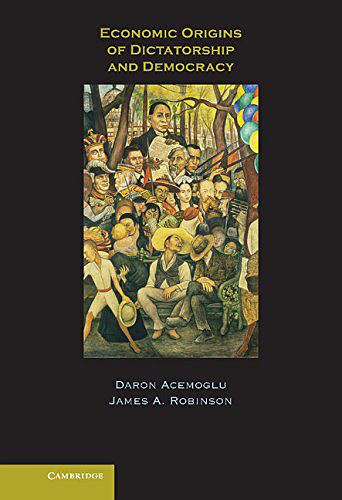 Economic Origins
of Dictatorship
and Democracy
Daron Acemoglu
James A. Robinson
Cambridge